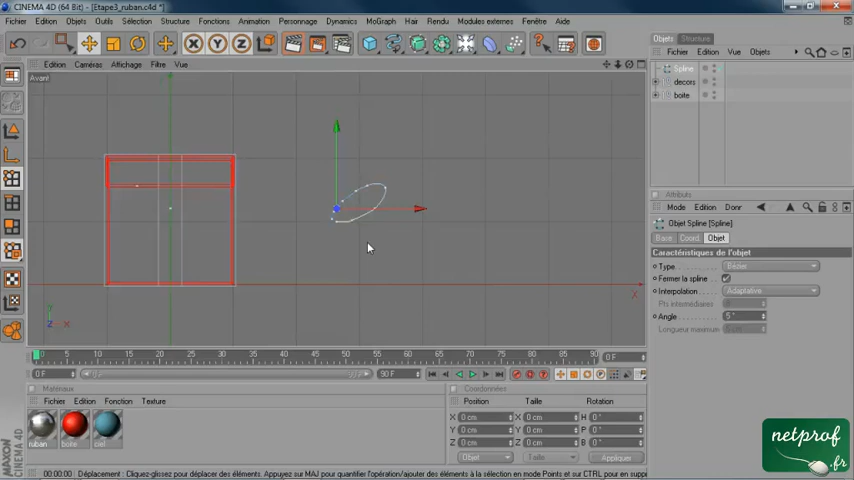 CINEMA 4D (64 Bit) - [Etape3_ruban.c4d *]
Fichier Edition Objets Outils Sélection Structure Fonctions Animation Personnage Dynamics MoGraph Hair Rendu Modules externes Fenêtre Aide
X Y Z
Edition Caméras Affichage Filtre Vue
Avant
Y
X
Y
Z X
0 5 10 15 20 25 30 35 40 45 50 55 60 65 70 75 80 85 90 0 F
0 F 90 F
Matériaux
Fichier Edition Fonction Texture
ruban boite ciel
Coordonnées
Position Taille Rotation
X 0 cm X 0 cm H 0 °
Y 0 cm Y 0 cm P 0 °
Z 0 cm Z 0 cm B 0 °
Objet Taille Appliquer
Objets Structure
Fichier Edition Vue Objets
Spline
decors
boite
Attributs
Mode Edition Donr
Objet Spline [Spline]
Base Coord. Objet
Caractéristiques de l'objet
Type Bézier
Fermer la spline
Interpolation Adaptative
Pnts intermédiaires
Angle 5 °
Longueur maximum
00:00:00 Déplacement : Cliquez-glissez pour déplacer des éléments. Appuyez sur MAJ pour quantifier l'opération/ajouter des éléments à la sélection en mode Points et sur CTRL pour en enl
MAXON
CINEMA 4D
netprof
.fr